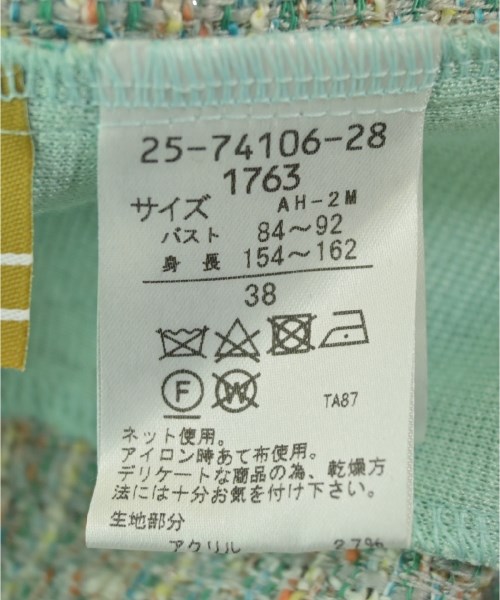 25-74106-28
1763
サイズ AH-2M
バスト 84〜92
身長 154〜162
38
F W TA87
ネット使用。
アイロン時あて布使用。
デリケートな商品の為、乾燥方
法には十分お気を付け下さい。
生地部分
アクリル 27%